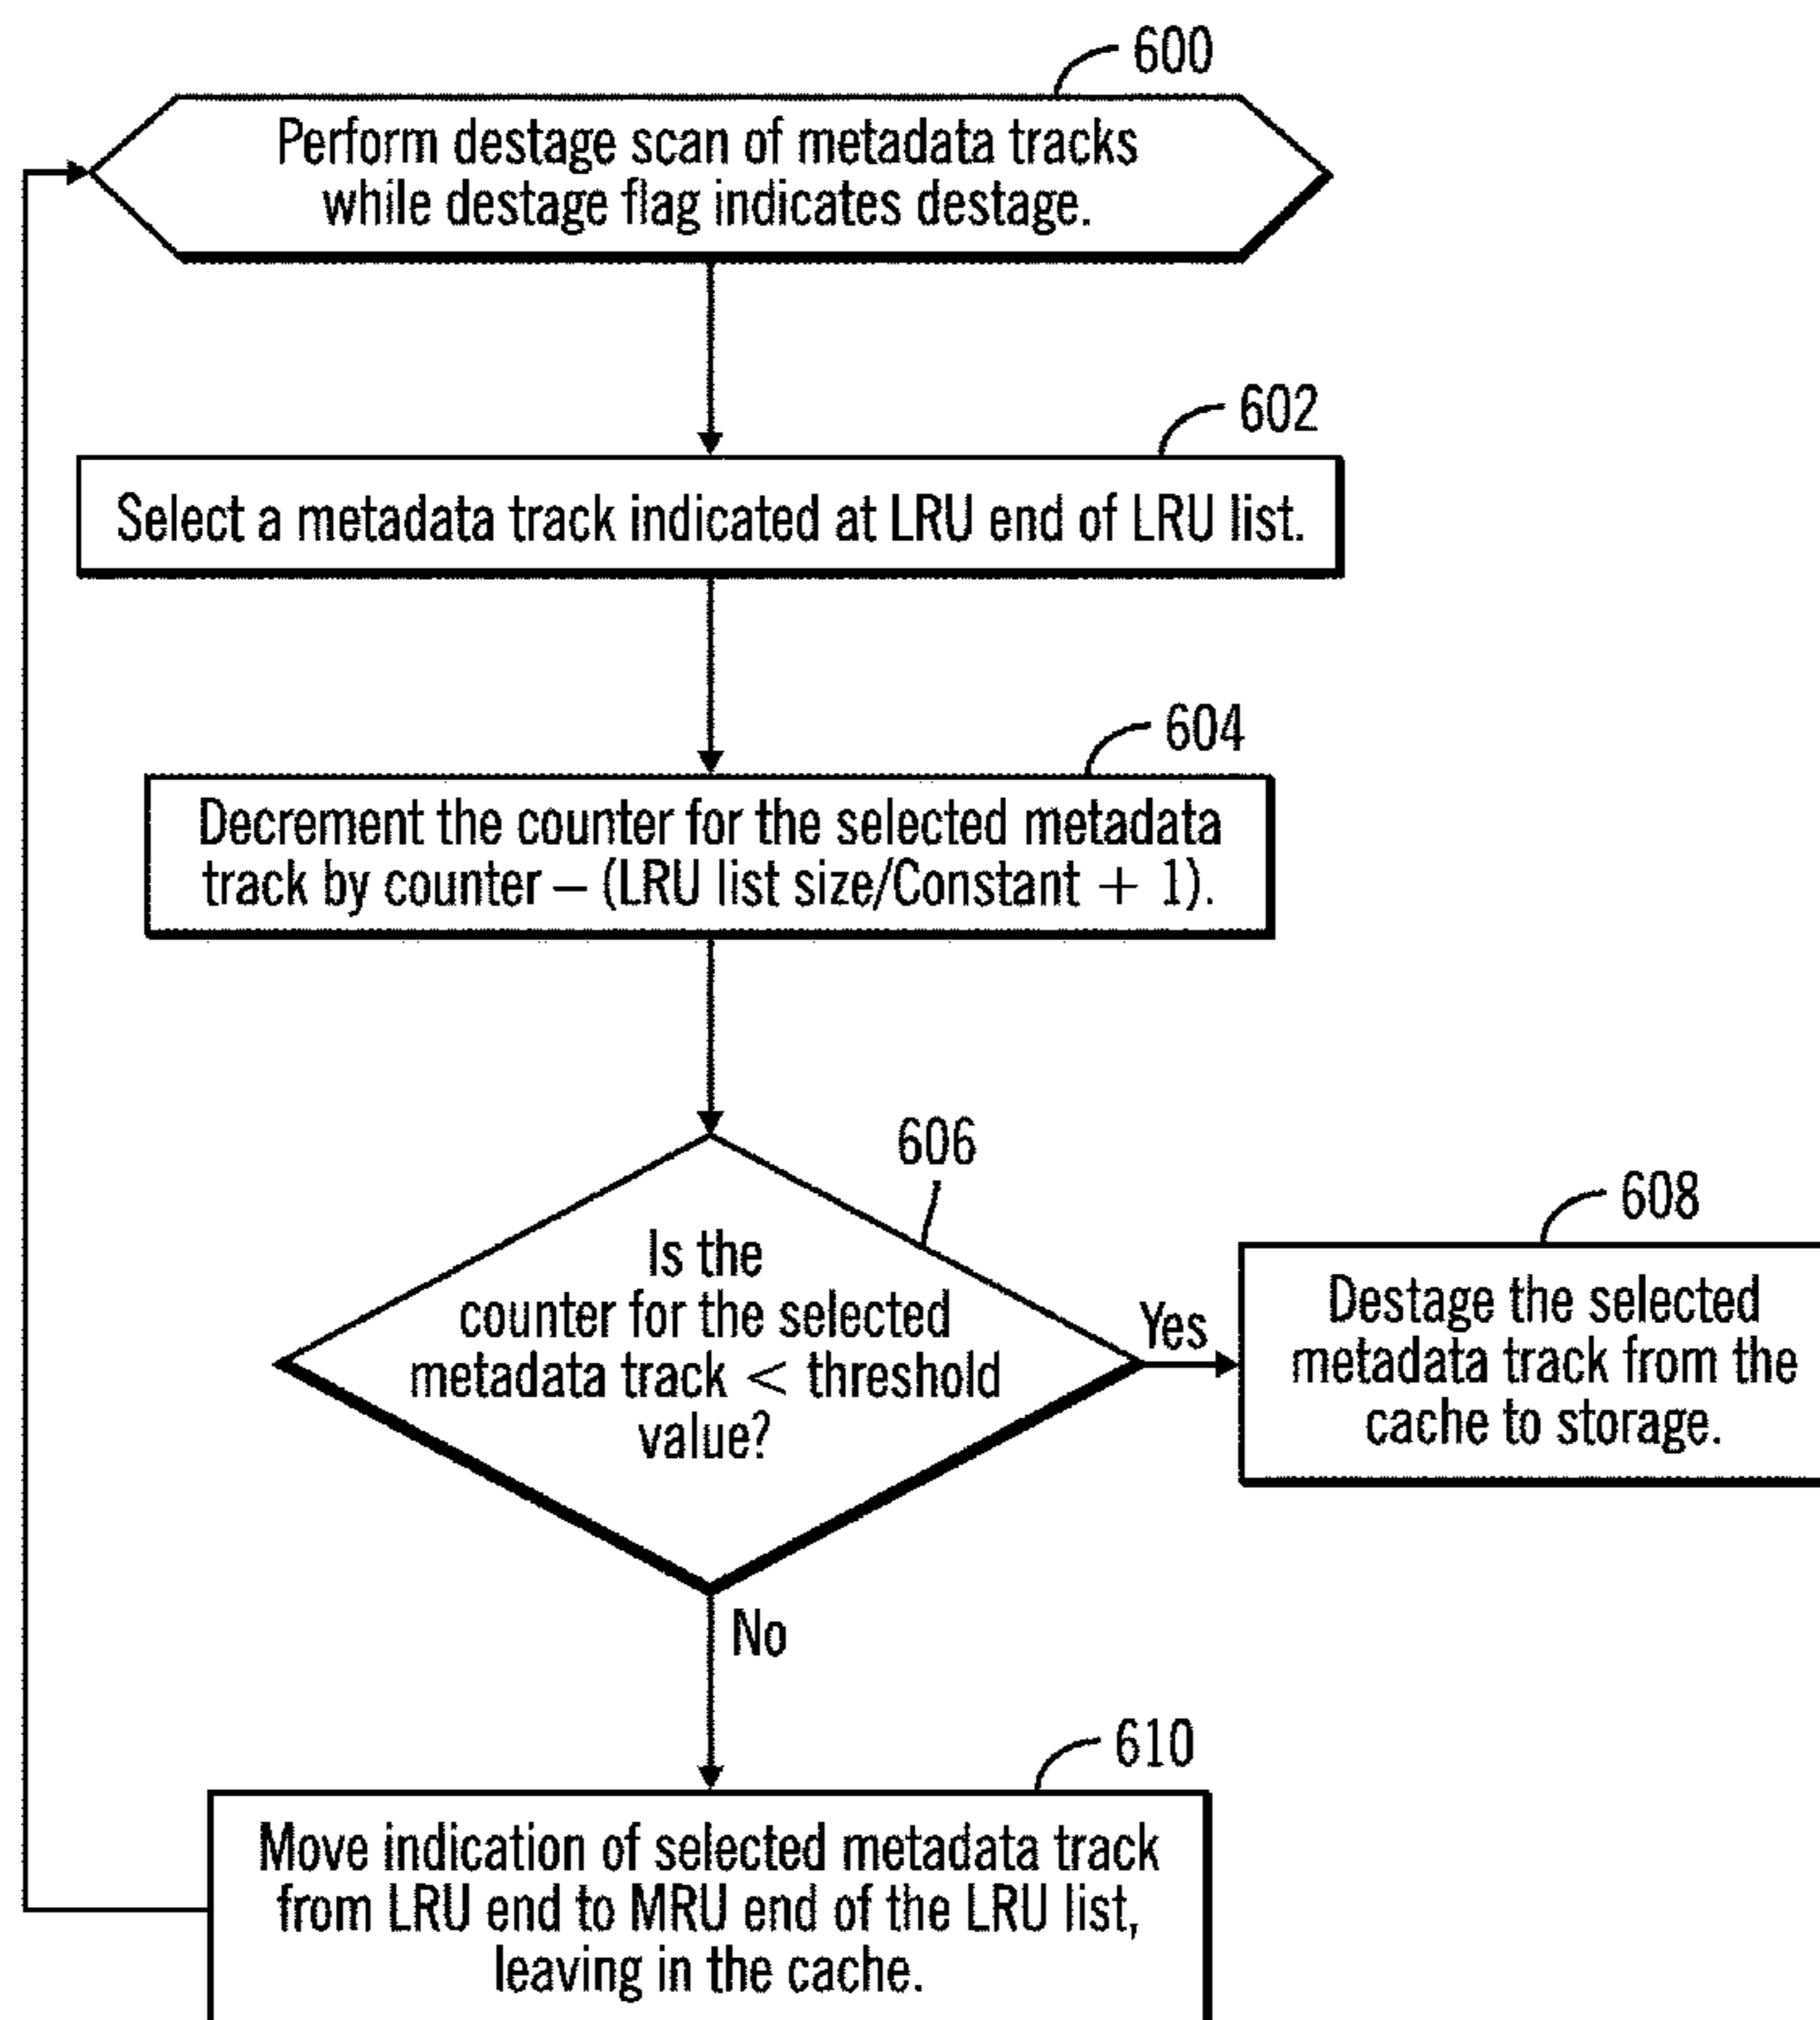 600
Perform destage scan of metadata tracks
while destage flag indicates destage.
602
Select a metadata track indicated at LRU end of LRU list.
604
Decrement the counter for the selected metadata
track by counter – (LRU list size/Constant + 1).
606
Is the
counter for the selected
metadata track < threshold
value?
Yes
608
Destage the selected
metadata track from the
cache to storage.
No
610
Move indication of selected metadata track
from LRU end to MRU end of the LRU list,
leaving in the cache.